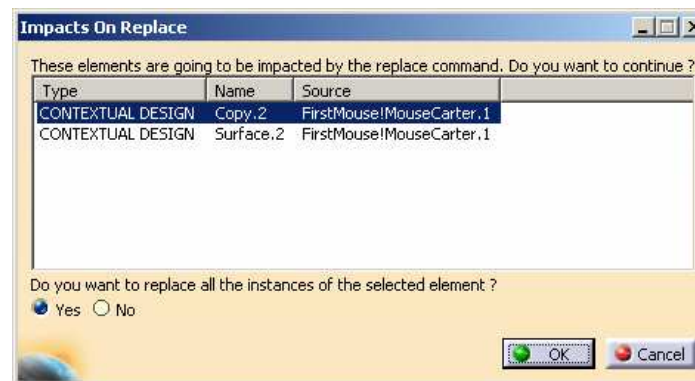 Impacts On Replace
These elements are going to be impacted by the replace command. Do you want to continue ?
Type Name Source
CONTEXTUAL DESIGN Copy.2 FirstMouse!MouseCarter.1
CONTEXTUAL DESIGN Surface.2 FirstMouse!MouseCarter.1
Do you want to replace all the instances of the selected element ?
Yes No
OK Cancel